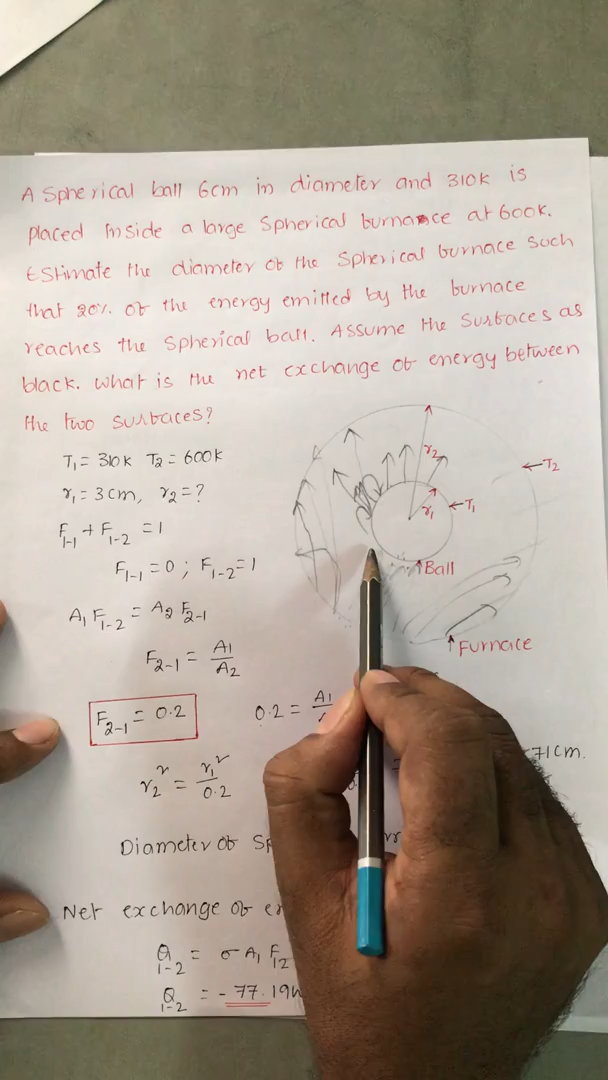 A Spherical ball 6cm in diameter and 310K is
placed inside a large Spherical burnance at 600K.
Estimate the diameter of the Spherical burnace such
that 20% of the energy emitted by the burnace
reaches the Spherical ball. Assume the Surfaces as
black. what is the net exchange of energy between
the two surfaces?
T₁ = 310K T₂ = 600K
r₁ = 3cm, r₂ = ?
F₁₋₁ + F₁₋₂ = 1
F₁₋₁ = 0 ; F₁₋₂ = 1
A₁ F₁₋₂ = A₂ F₂₋₁
F₂₋₁ = A₁/A₂
F₂₋₁ = 0.2
0.2 = A₁
r₂² = r₁²/0.2
71cm.
Diameter of
Net exchange of
Q₁₋₂ = σ A₁ F₁₂
Q₁₋₂ = - 77.19
r₂
r₁
←T₂
←T₁
↑Ball
↑Furnace